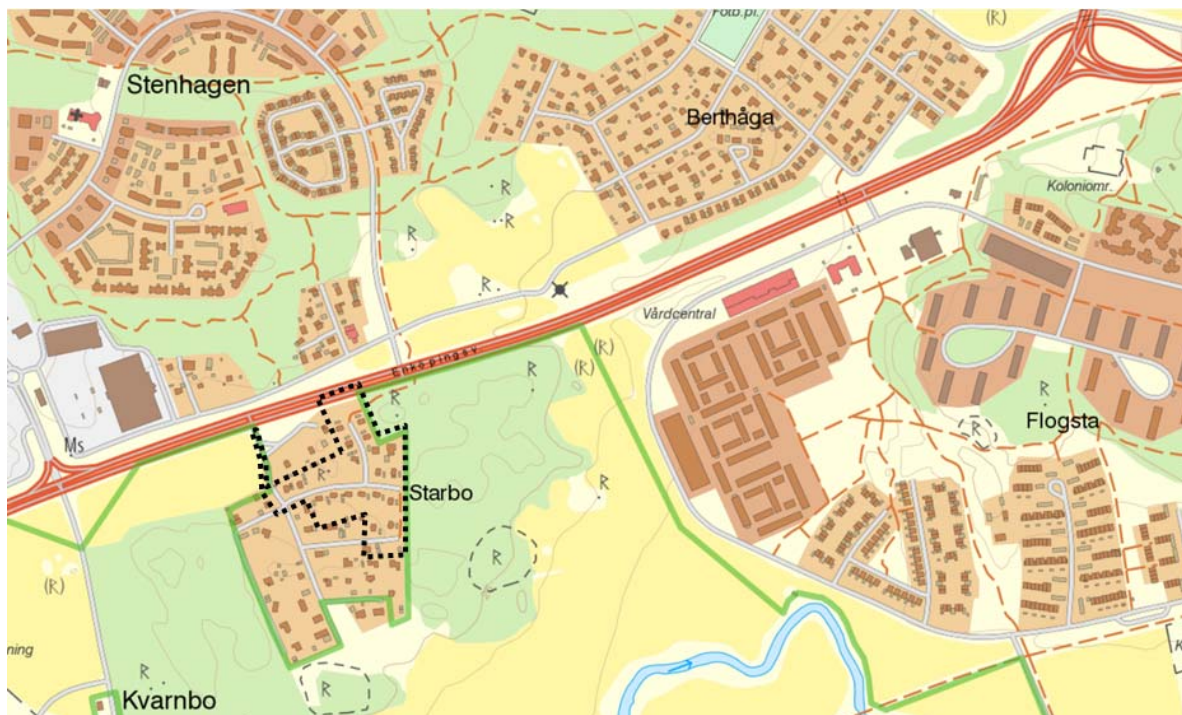 Fotb.pl.
(R)
Stenhagen
Berthåga
Koloniomr.
R
R
R
R
Vårdcentral
Enköpingsv.
(R)
(R)
R
R
R
Flogsta
R
Ms
R
Starbo
R
R
(R)
R
ning
R
R
Kvarnbo
K